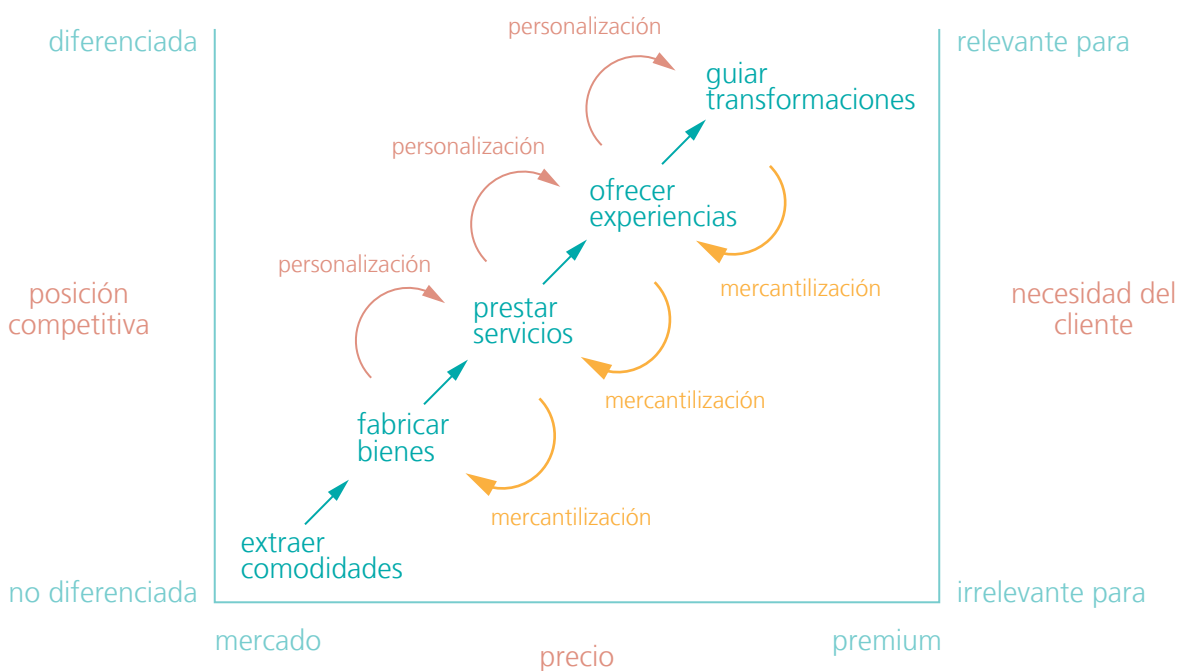 personalización
diferenciada
relevante para
guiar
transformaciones
personalización
ofrecer
experiencias
personalización
mercantilización
posición
competitiva
prestar
servicios
necesidad del
cliente
mercantilización
fabricar
bienes
mercantilización
extraer
comodidades
no diferenciada
irrelevante para
mercado
precio
premium